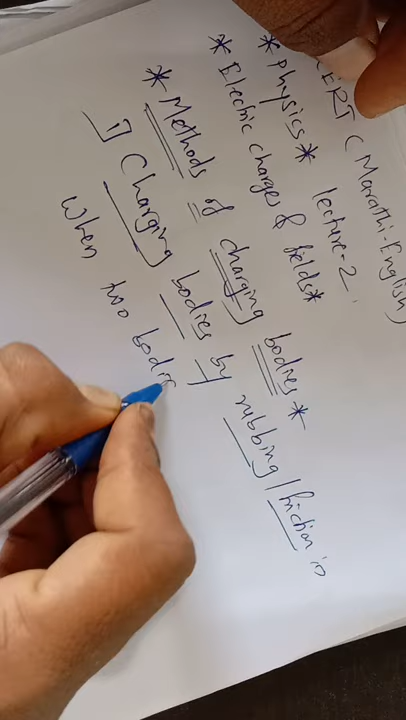 CERT (Marathi-English)
* Physics * lecture-2.
* Electric charges & fields *
* Methods of charging bodies *
1] Charging bodies by rubbing / friction :-
When two bodies